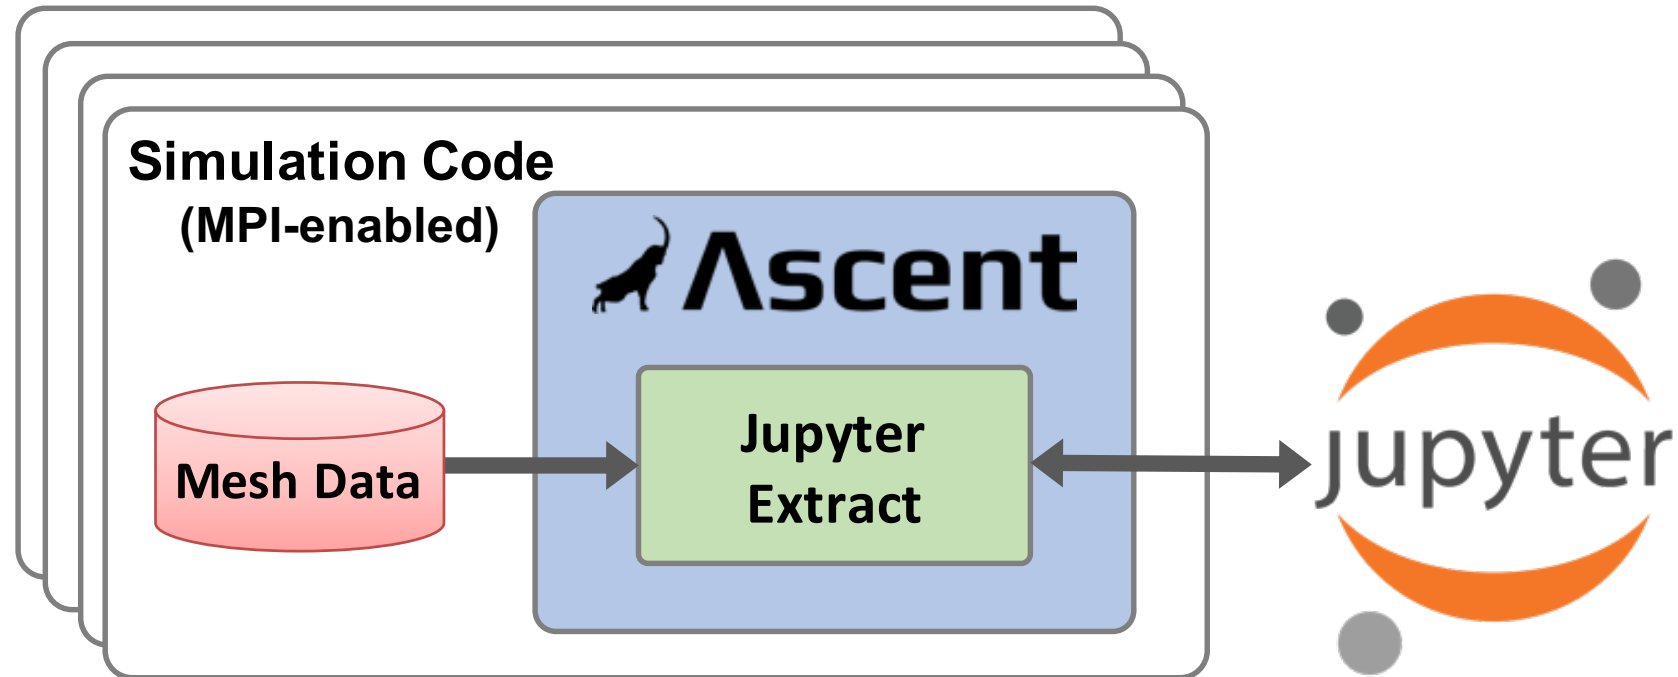 Simulation Code
(MPI-enabled)
Ascent
Mesh Data
Jupyter
Extract
jupyter